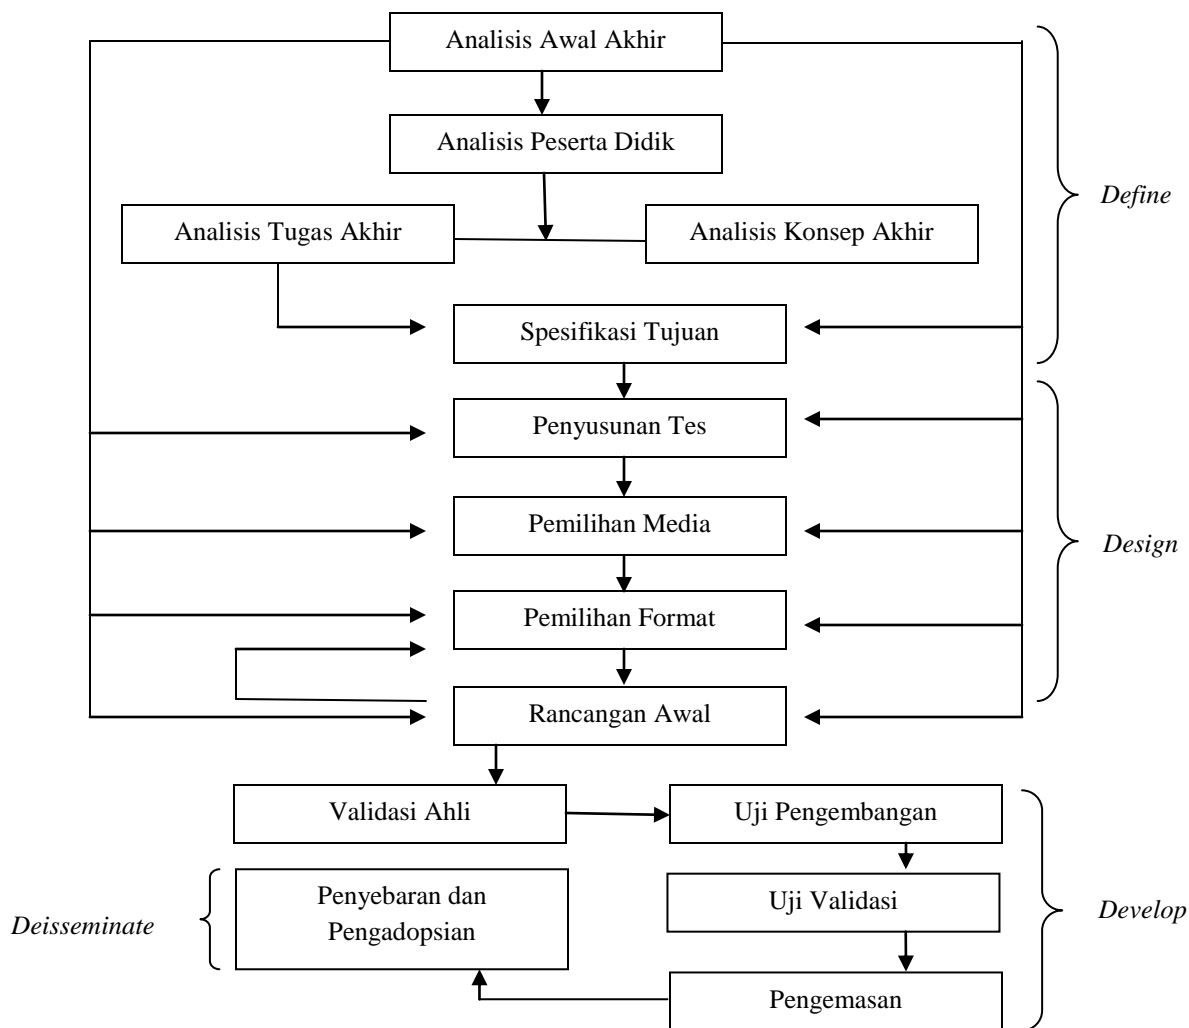 Analisis Awal Akhir
Analisis Peserta Didik
Define
Analisis Tugas Akhir
Analisis Konsep Akhir
Spesifikasi Tujuan
Penyusunan Tes
Pemilihan Media
Design
Pemilihan Format
Rancangan Awal
Validasi Ahli
Uji Pengembangan
Uji Validasi
Develop
Penyebaran dan
Pengadopsian
Deisseminate
Pengemasan